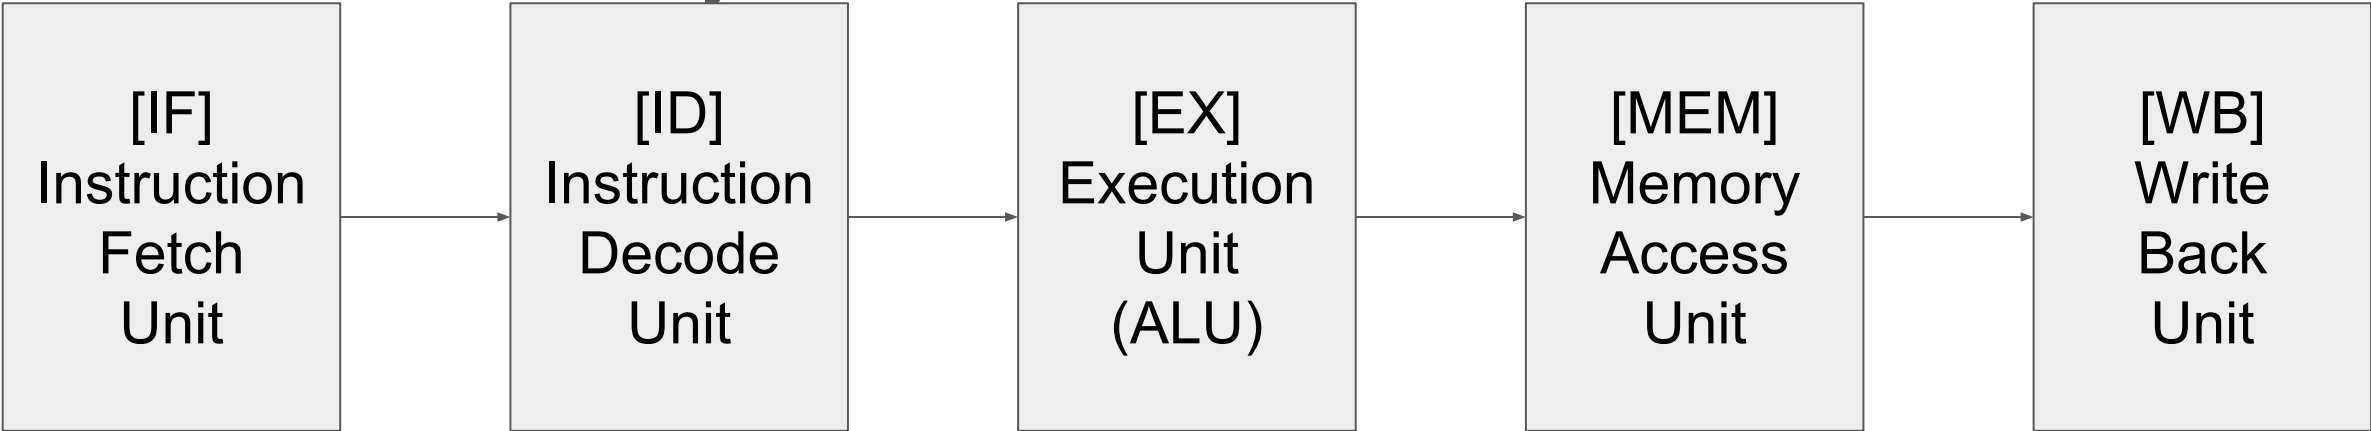 [IF]
Instruction
Fetch
Unit
[ID]
Instruction
Decode
Unit
[EX]
Execution
Unit
(ALU)
[MEM]
Memory
Access
Unit
[WB]
Write
Back
Unit